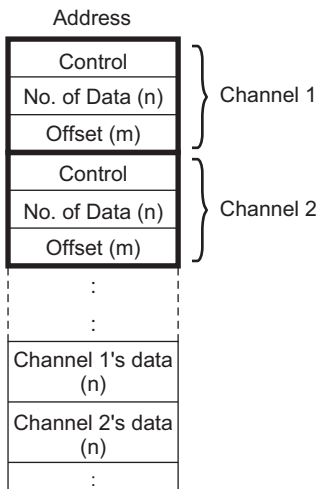 Address
Control
No. of Data (n)
Offset (m)
Channel 1
Control
No. of Data (n)
Offset (m)
Channel 2
:
:
Channel 1's data
(n)
Channel 2's data
(n)
: